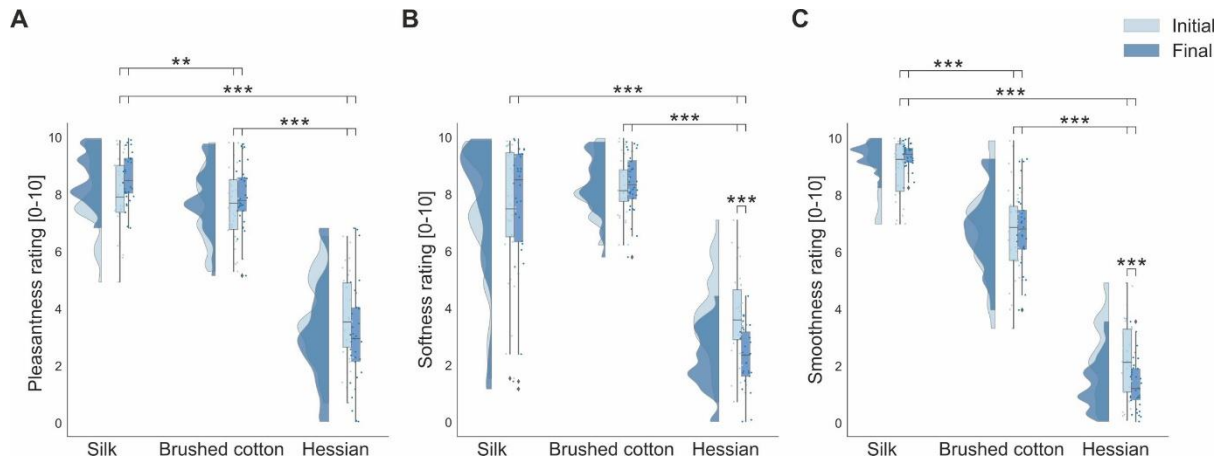 A
B
C
Initial
Final
**
***
***
***
***
***
***
***
***
***
Pleasantness rating [0-10]
10
8
6
4
2
0
Silk Brushed cotton Hessian
Softness rating [0-10]
10
8
6
4
2
0
Silk Brushed cotton Hessian
Smoothness rating [0-10]
10
8
6
4
2
0
Silk Brushed cotton Hessian